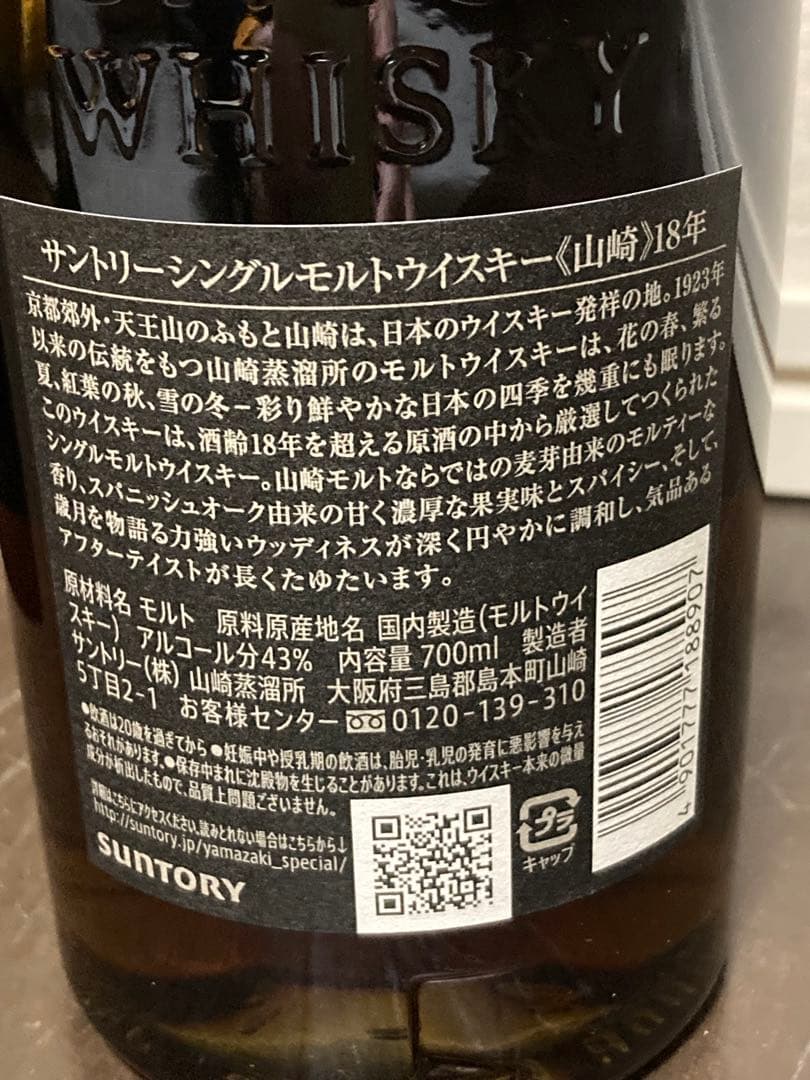 WHISKY
サントリーシングルモルトウイスキー《山崎》18年
京都郊外・天王山のふもと山崎は、日本のウイスキー発祥の地。1923年
以来の伝統をもつ山崎蒸溜所のモルトウイスキーは、花の春、繁る
夏、紅葉の秋、雪の冬−彩り鮮やかな日本の四季を幾重にも眠ります。
このウイスキーは、酒齢18年を超える原酒の中から厳選してつくられた
シングルモルトウイスキー。山崎モルトならではの麦芽由来のモルティーな
香り、スパニッシュオーク由来の甘く濃厚な果実味とスパイシー、そして、
歳月を物語る力強いウッディネスが深く円やかに調和し、気品ある
アフターテイストが長くたゆたいます。
原材料名 モルト 原料原産地名 国内製造(モルトウイ
スキー) アルコール分43% 内容量 700ml 製造者
サントリー(株) 山崎蒸溜所 大阪府三島郡島本町山崎
5丁目2-1 お客様センター 0120-139-310
●飲酒は20歳を過ぎてから ●妊娠中や授乳期の飲酒は、胎児・乳児の発育に悪影響を与え
るおそれがあります。●保存中まれに沈殿物を生じることがあります。これは、ウイスキー本来の微量
成分が析出したもので、品質上問題ございません。
詳細はこちらにアクセスください。読みとれない場合はこちらから↓
http://suntory.jp/yamazaki_special/
SUNTORY
プラ
キャップ
4 901777 188907